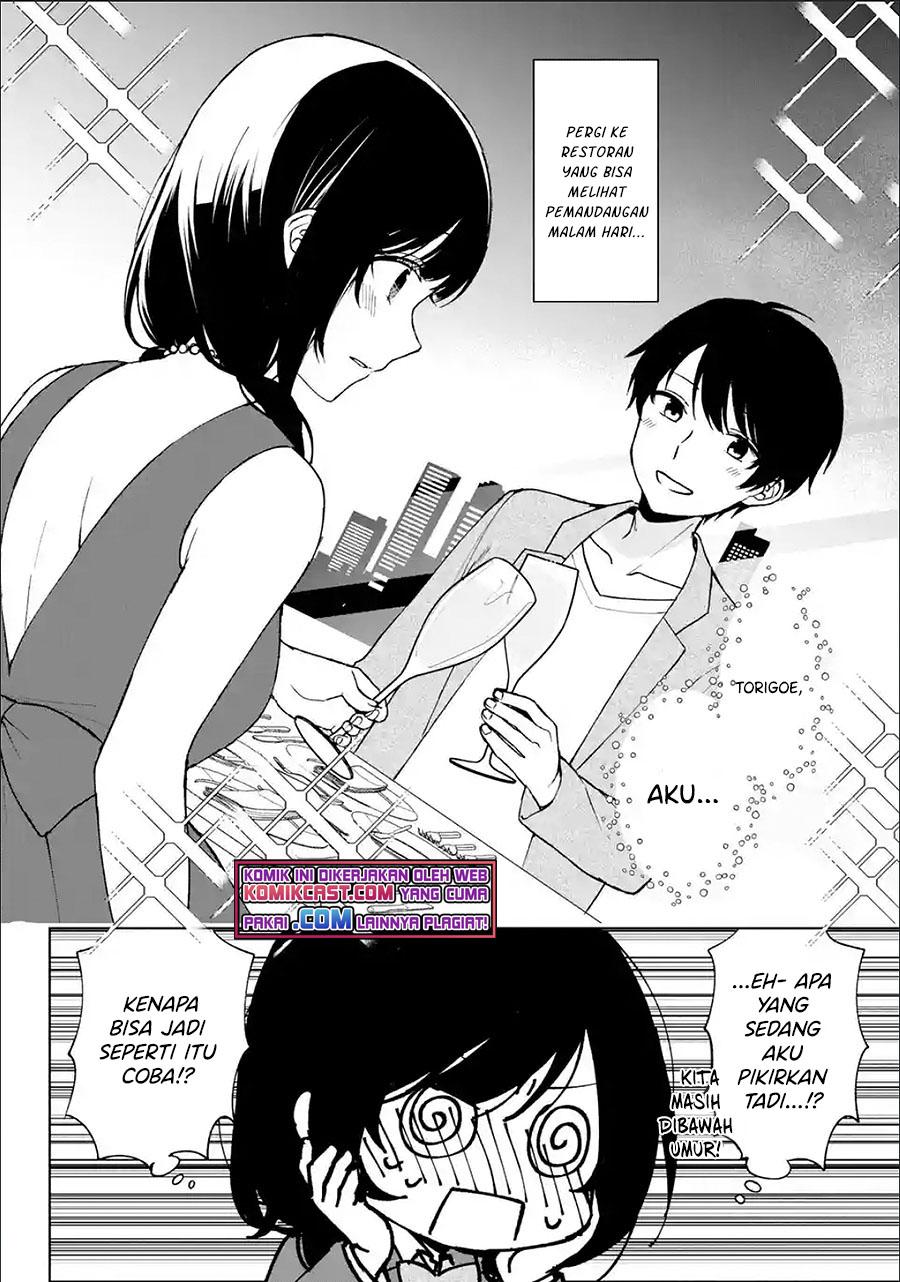 PERGI KE
RESTORAN
YANG BISA
MELIHAT
PEMANDANGAN
MALAM HARI...
TORIGOE,
AKU...
KOMIK INI DIKERJAKAN OLEH WEB
KOMIKCAST.COM YANG CUMA
PAKAI .COM LAINNYA PLAGIAT!
...EH- APA
YANG
SEDANG
AKU
PIKIRKAN
TADI...!?
KITA
MASIH
DIBAWAH
UMUR!
KENAPA
BISA JADI
SEPERTI ITU
COBA!?